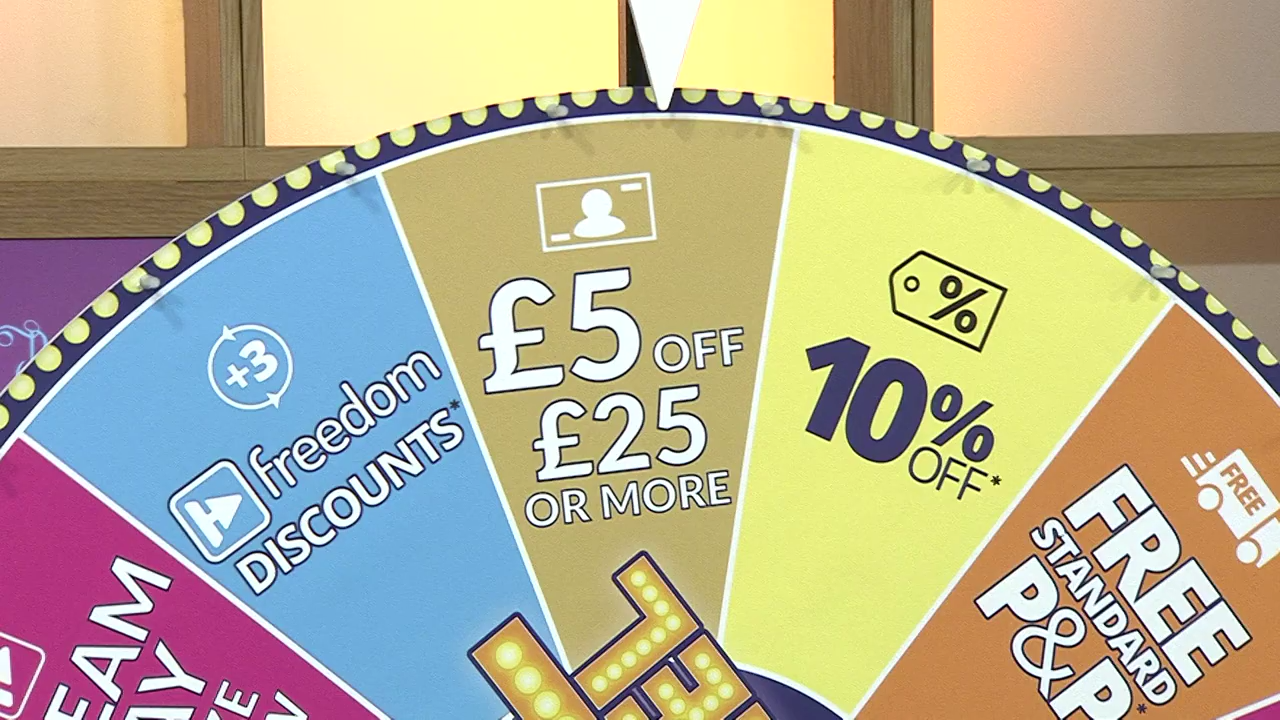 +3
freedom
DISCOUNTS*
£5 OFF
£25
OR MORE
%
10%
OFF*
FREE
FREE
STANDARD
P&P*